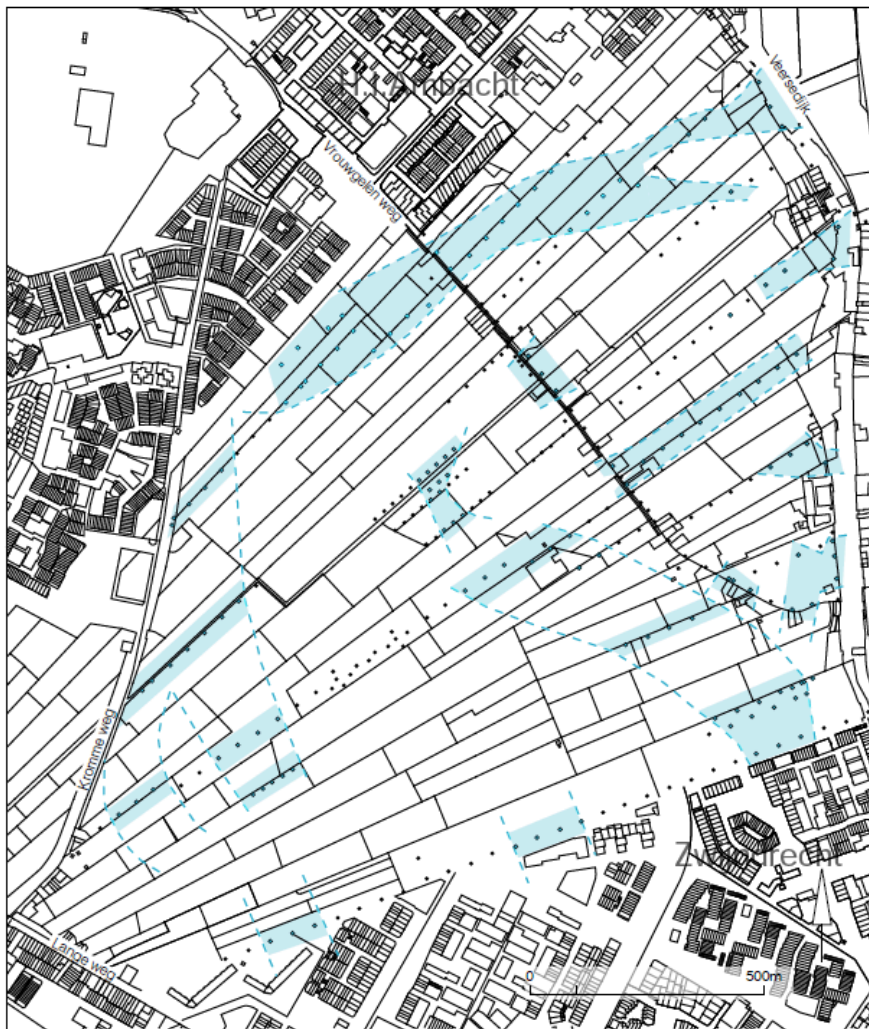 H.I.Ambacht
Veersedijk
Vrouwgelen weg
Kromme weg
Zwijndrecht
Lange weg
0 500m